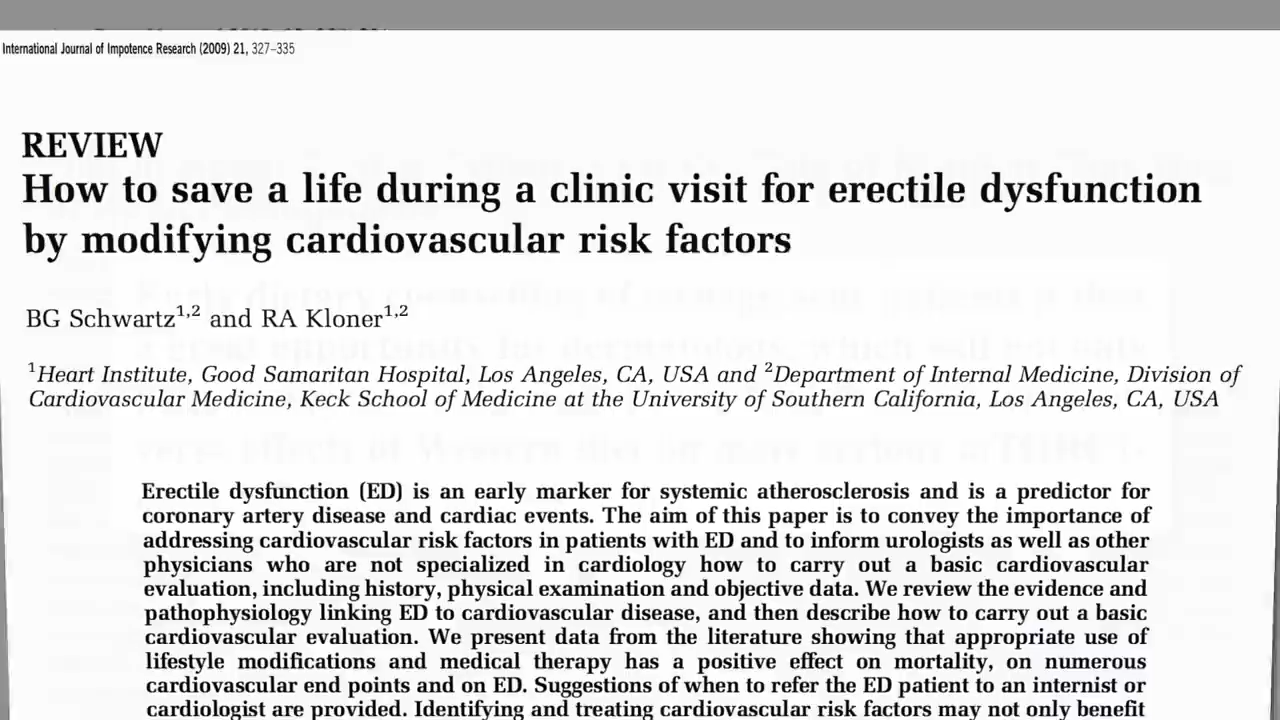 International Journal of Impotence Research (2009) 21, 327–335
REVIEW
How to save a life during a clinic visit for erectile dysfunction
by modifying cardiovascular risk factors
BG Schwartz1,2 and RA Kloner1,2
1Heart Institute, Good Samaritan Hospital, Los Angeles, CA, USA and 2Department of Internal Medicine, Division of
Cardiovascular Medicine, Keck School of Medicine at the University of Southern California, Los Angeles, CA, USA
Erectile dysfunction (ED) is an early marker for systemic atherosclerosis and is a predictor for
coronary artery disease and cardiac events. The aim of this paper is to convey the importance of
addressing cardiovascular risk factors in patients with ED and to inform urologists as well as other
physicians who are not specialized in cardiology how to carry out a basic cardiovascular
evaluation, including history, physical examination and objective data. We review the evidence and
pathophysiology linking ED to cardiovascular disease, and then describe how to carry out a basic
cardiovascular evaluation. We present data from the literature showing that appropriate use of
lifestyle modifications and medical therapy has a positive effect on mortality, on numerous
cardiovascular end points and on ED. Suggestions of when to refer the ED patient to an internist or
cardiologist are provided. Identifying and treating cardiovascular risk factors may not only benefit